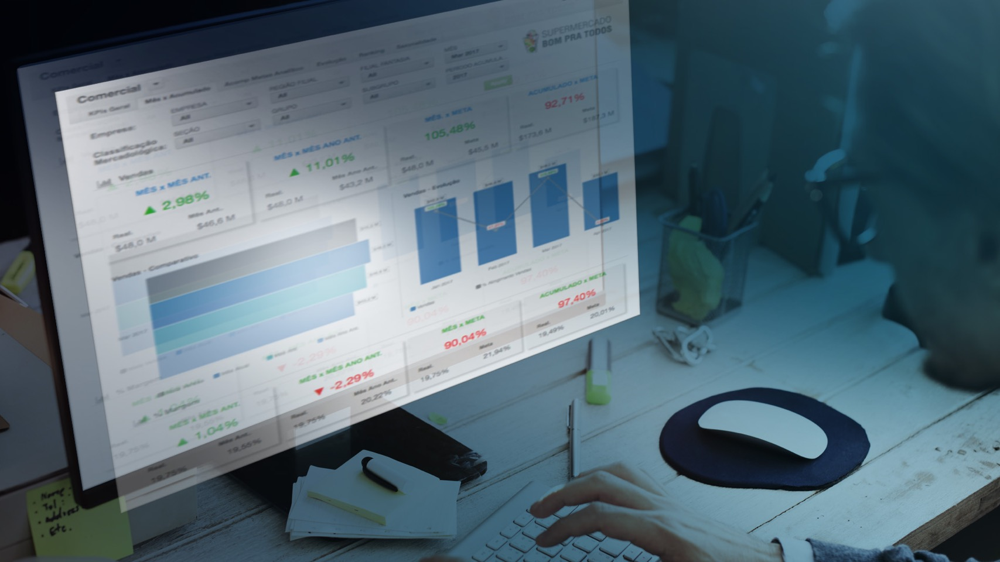 SUPERMERCADO
BOM PRA TODOS
Comercial
KPIs Geral
Mês x Acumulado
Acomp. Metas Analítico
Evolução
Ranking
Sazonalidade
Empresa:
EMPRESA
All
REGIÃO FILIAL
All
FILIAL FANTASIA
All
MÊS
Mar 2017
Classificação
Mercadológica:
SEÇÃO
All
GRUPO
All
SUBGRUPO
All
PERÍODO ACUMULA
2017
Vendas
MÊS x MÊS ANT.
2,98%
Real.
Mês Ant..
$48,0 M
$46,6 M
MÊS x MÊS ANO ANT.
11,01%
Real.
Mês Ano Ant..
$48,0 M
$43,2 M
MÊS. x META
105,48%
Real.
Meta
$48,0 M
$45,5 M
ACUMULADO x META
92,71%
Real.
Meta
$173,6 M
$187,3 M
Vendas - Comparativo
Vendas - Evolução
Jan 2017
Fev 2017
Mar 2017
Abr 2017
Vendas
% Margem
MÊS x MÊS ANT.
1,04%
Real.
Mês Ant..
19,75%
19,55%
MÊS x MÊS ANO ANT.
-2,29%
Real.
Mês Ano Ant..
19,75%
20,22%
MÊS x META
90,04%
Real.
Meta
19,75%
21,94%
ACUMULADO x META
97,40%
Real.
Meta
19,49%
20,01%
· Name:
· Tel:
· Address
· Etc.